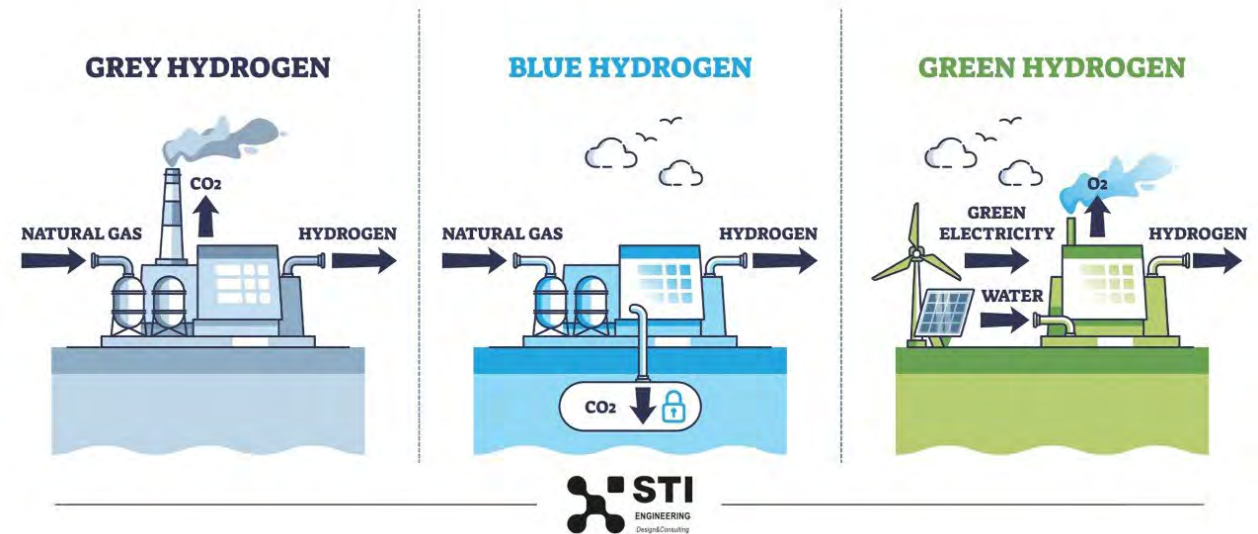 GREY HYDROGEN
CO2
NATURAL GAS
HYDROGEN
BLUE HYDROGEN
NATURAL GAS
HYDROGEN
CO2
GREEN HYDROGEN
O2
GREEN
ELECTRICITY
HYDROGEN
WATER
STI
ENGINEERING
Design&Consulting